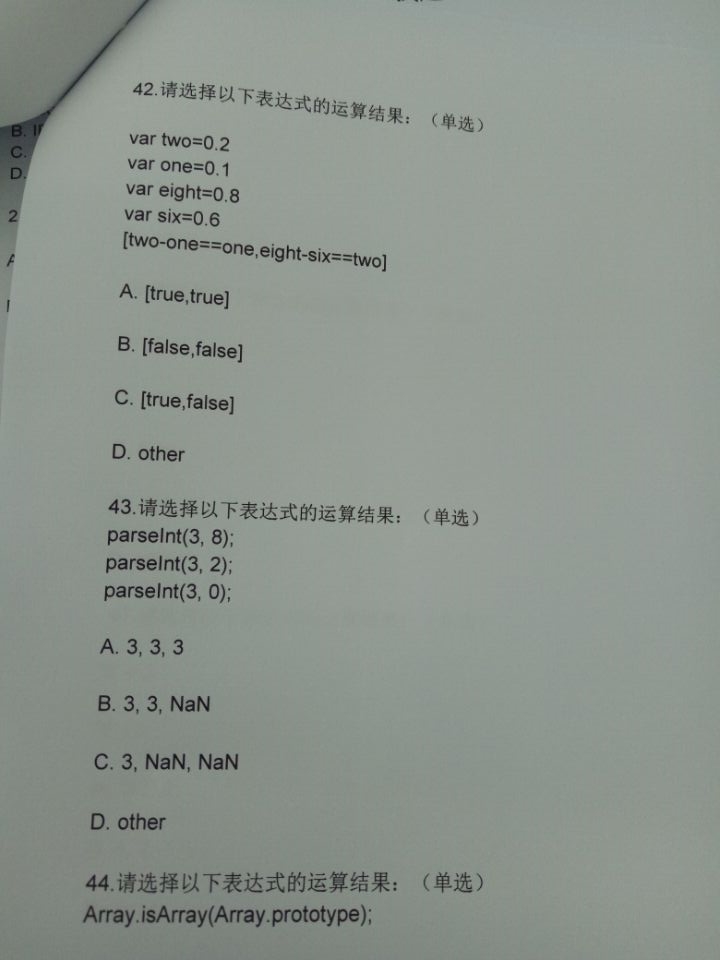 42.请选择以下表达式的运算结果：（单选）
var two=0.2
var one=0.1
var eight=0.8
var six=0.6
[two-one==one,eight-six==two]
A. [true,true]
B. [false,false]
C. [true,false]
D. other
43.请选择以下表达式的运算结果：（单选）
parseInt(3, 8);
parseInt(3, 2);
parseInt(3, 0);
A. 3, 3, 3
B. 3, 3, NaN
C. 3, NaN, NaN
D. other
44.请选择以下表达式的运算结果：（单选）
Array.isArray(Array.prototype);
B.
C.
D.
2